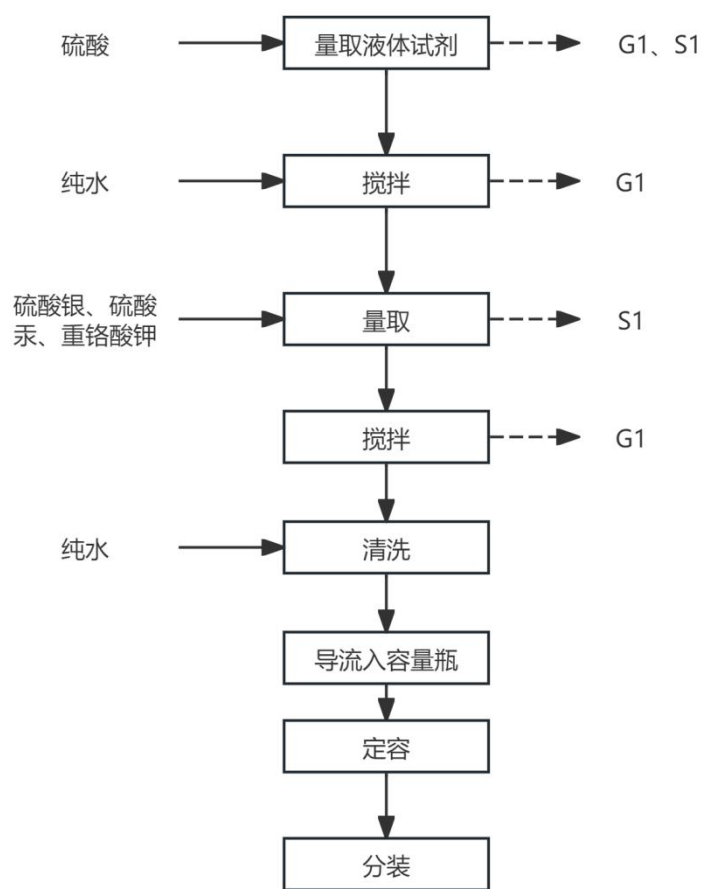 硫酸 量取液体试剂 G1、S1
纯水 搅拌 G1
硫酸银、硫酸
汞、重铬酸钾
量取 S1
搅拌 G1
纯水 清洗
导流入容量瓶
定容
分装